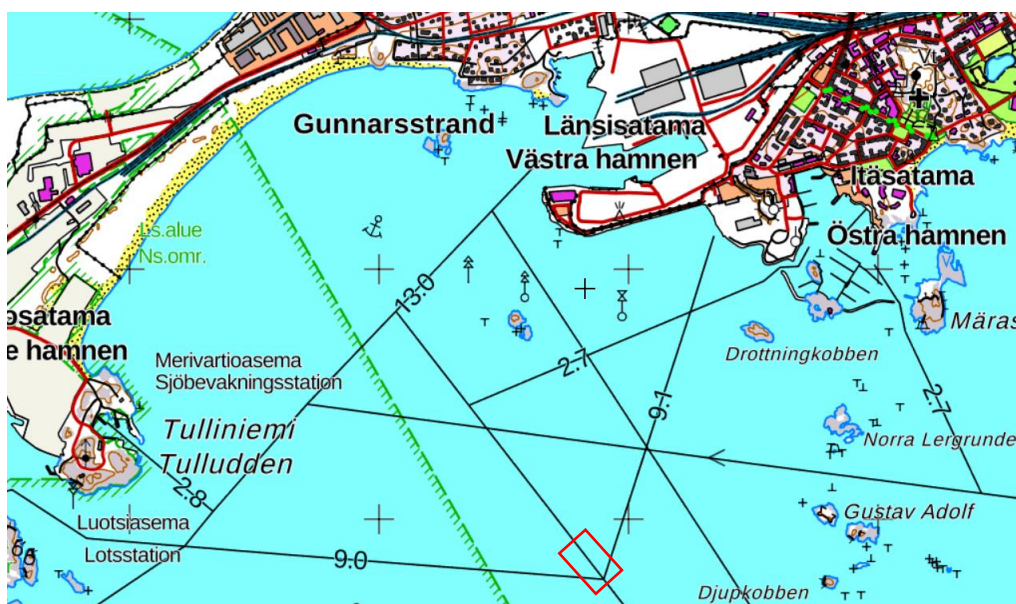 Gunnarsstrand
Länsisatama
Västra hamnen
VL
Itäsatama
Östra hamnen
Ls.alue
Ns.omr.
13.0
osatama
e hamnen
Märas
Merivartioasema
Sjöbevakningsstation
Drottningkobben
2.7
9.1
2.7
Tulliniemi
Tulludden
Norra Lergrunde
2.8
Luotsiasema
Lotsstation
Gustav Adolf
9.0
Djupkobben